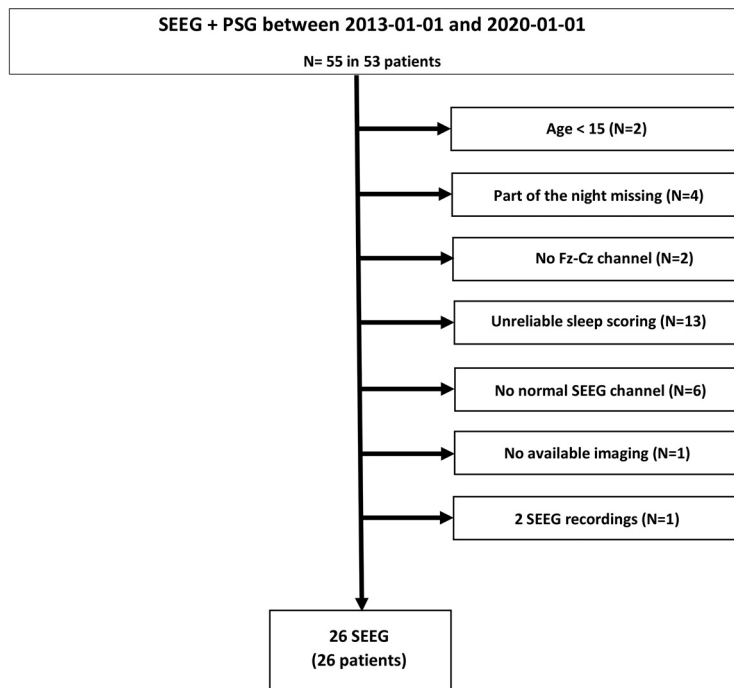 SEEG + PSG between 2013-01-01 and 2020-01-01
N= 55 in 53 patients
Age < 15 (N=2)
Part of the night missing (N=4)
No Fz-Cz channel (N=2)
Unreliable sleep scoring (N=13)
No normal SEEG channel (N=6)
No available imaging (N=1)
2 SEEG recordings (N=1)
26 SEEG
(26 patients)